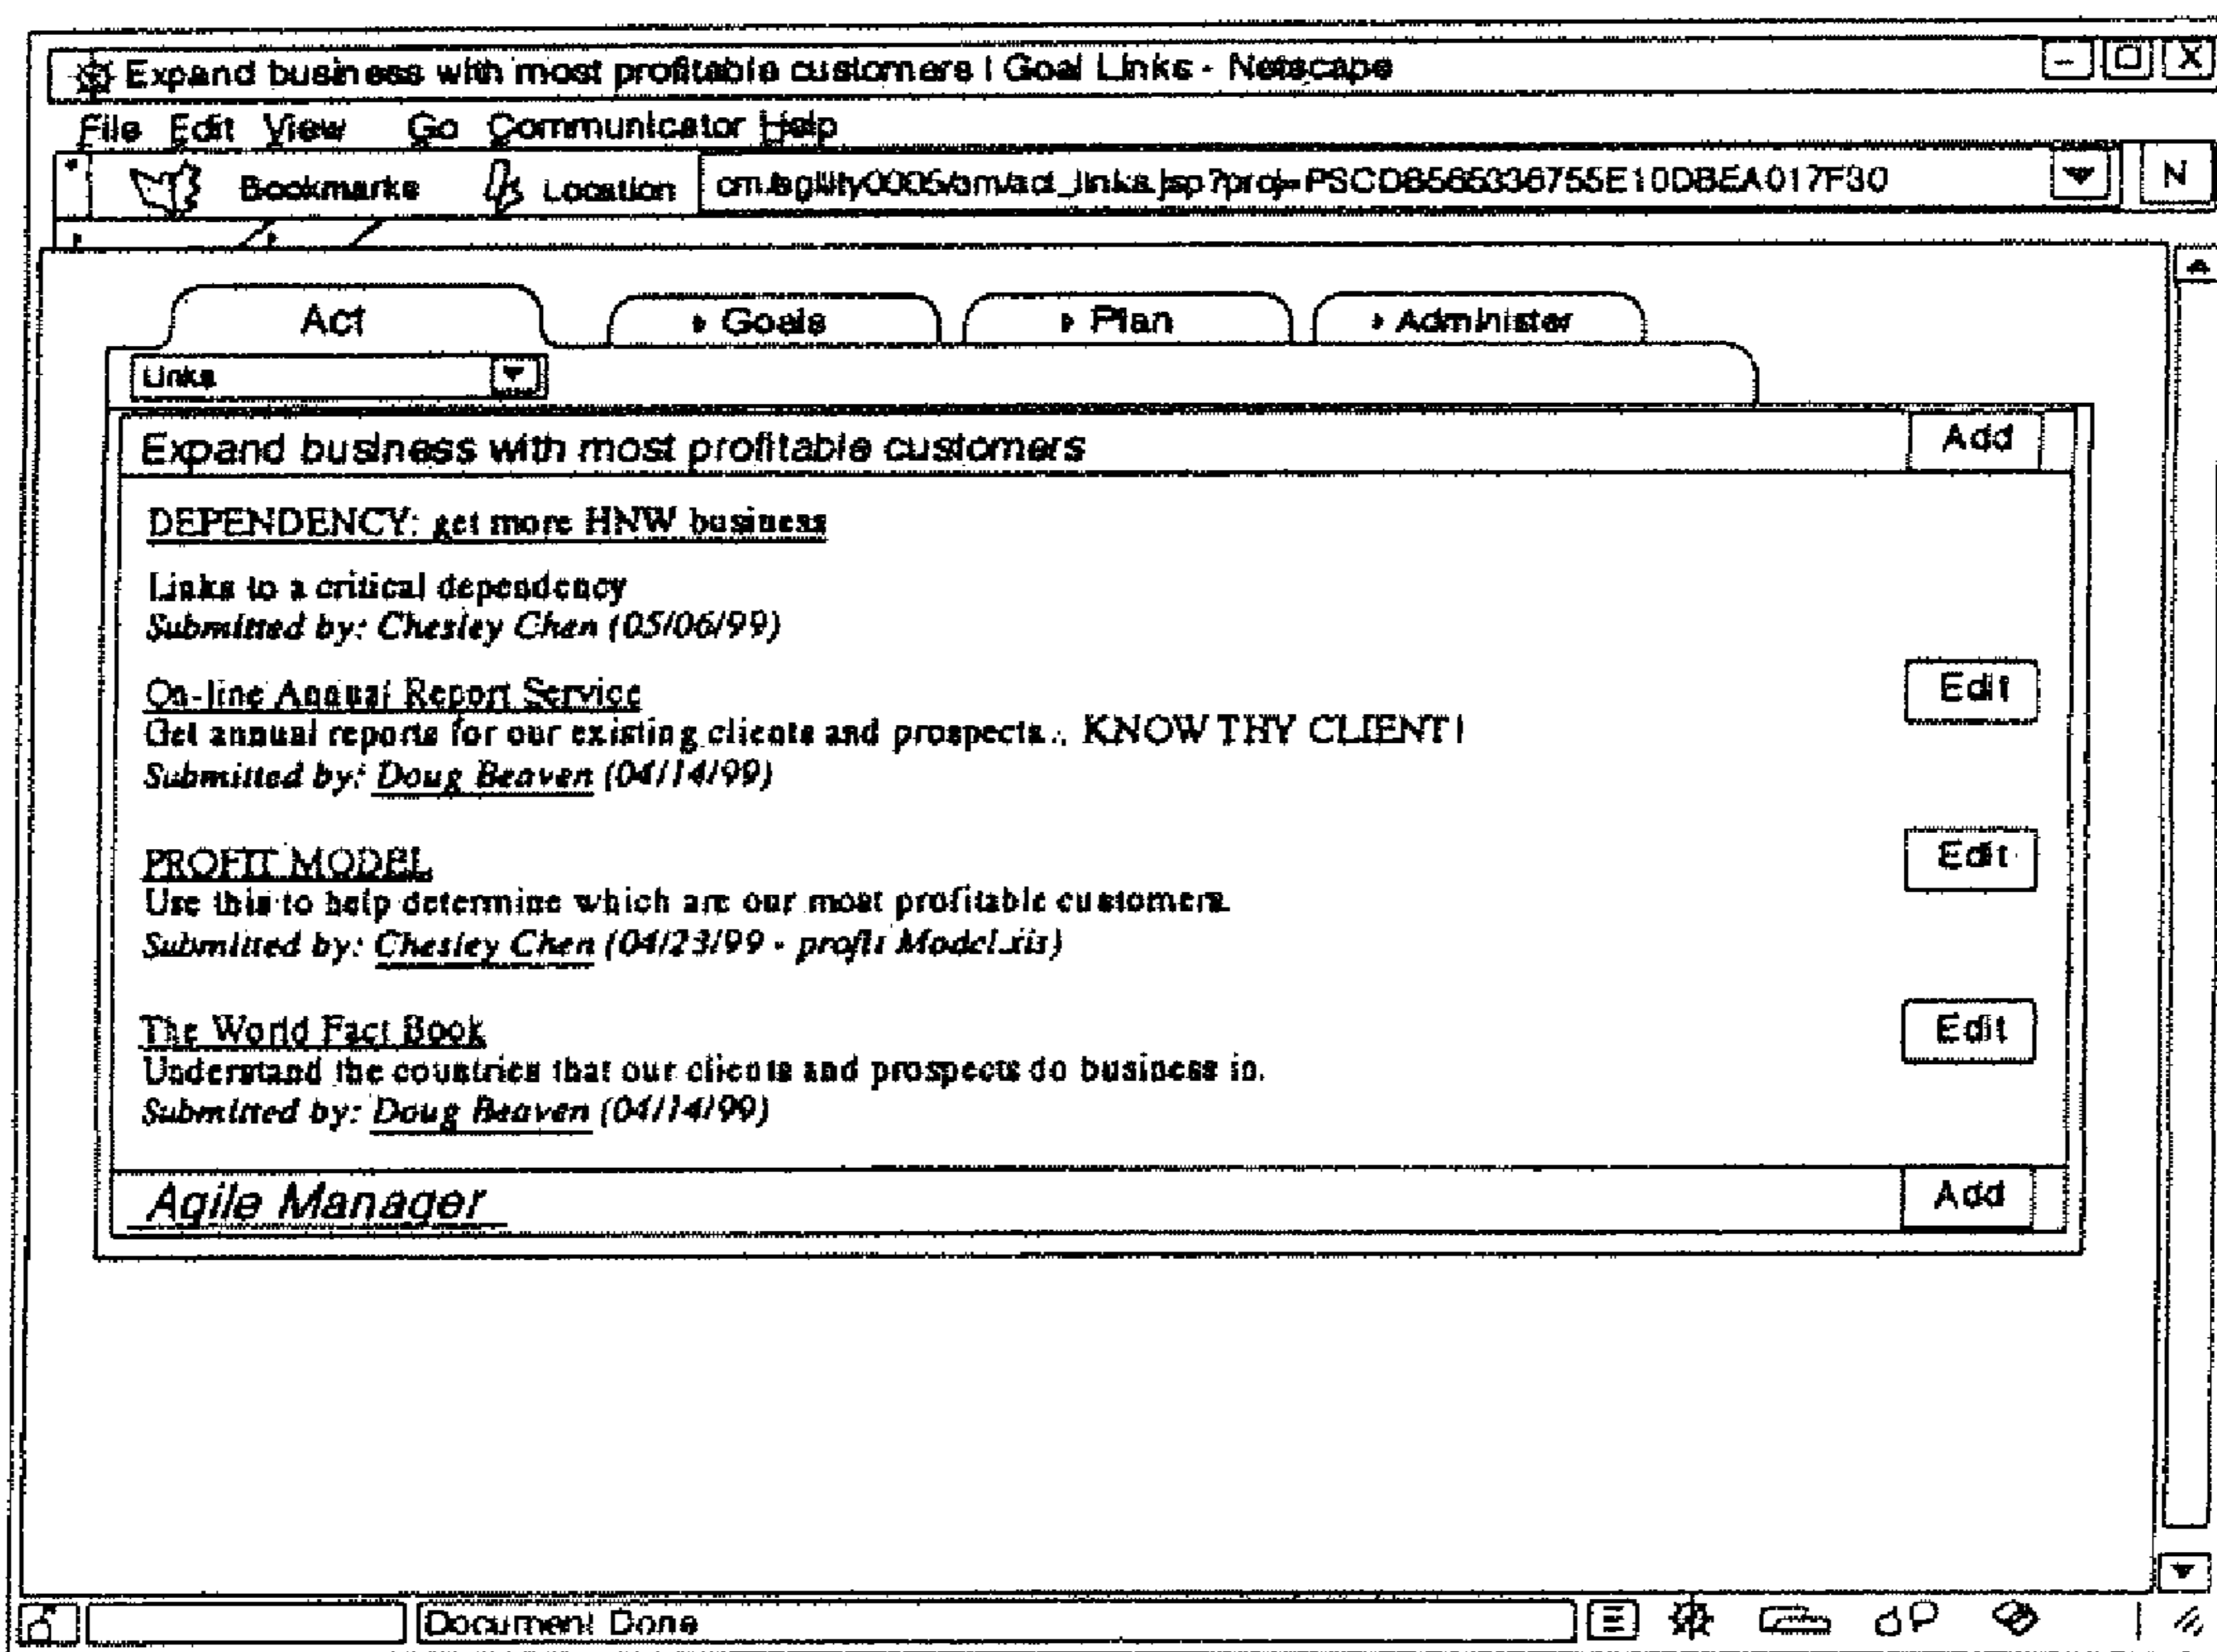 Expand business with most profitable customers | Goal Links - Netscape
File Edit View Go Communicator Help
Bookmarks Location
N
Act Goals Plan Administer
Links
Expand business with most profitable customers Add
DEPENDENCY: get more HNW business
Links to a critical dependency
Submitted by: Chesley Chen (05/06/99)
On-line Annual Report Service Edit
Get annual reports for our existing clients and prospects... KNOW THY CLIENT!
Submitted by: Doug Beaven (04/14/99)
PROFIT MODEL Edit
Use this to help determine which are our most profitable customers.
Submitted by: Chesley Chen (04/23/99 - profit Model.xls)
The World Fact Book Edit
Understand the countries that our clients and prospects do business in.
Submitted by: Doug Beaven (04/14/99)
Agile Manager Add
Document Done